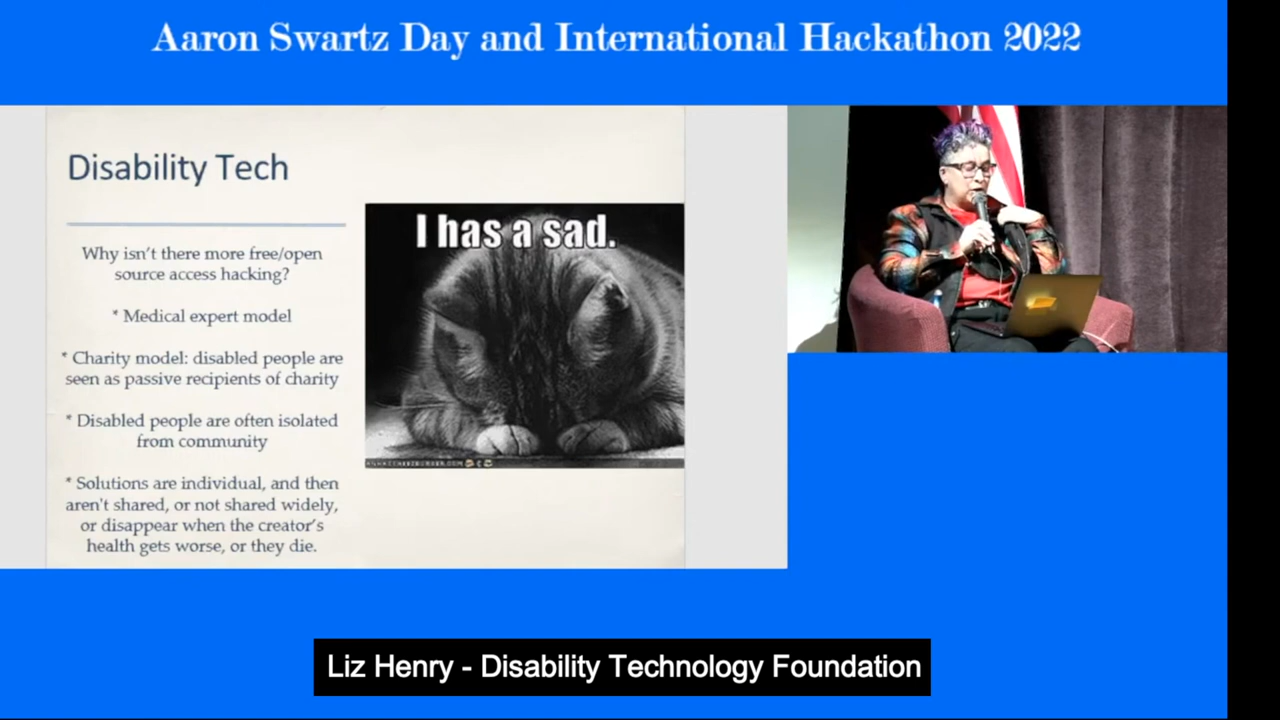 Aaron Swartz Day and International Hackathon 2022
Disability Tech
I has a sad.
Why isn't there more free/open
source access hacking?
* Medical expert model
* Charity model: disabled people are
seen as passive recipients of charity
* Disabled people are often isolated
from community
* Solutions are individual, and then
aren't shared, or not shared widely,
or disappear when the creator's
health gets worse, or they die.
Liz Henry - Disability Technology Foundation